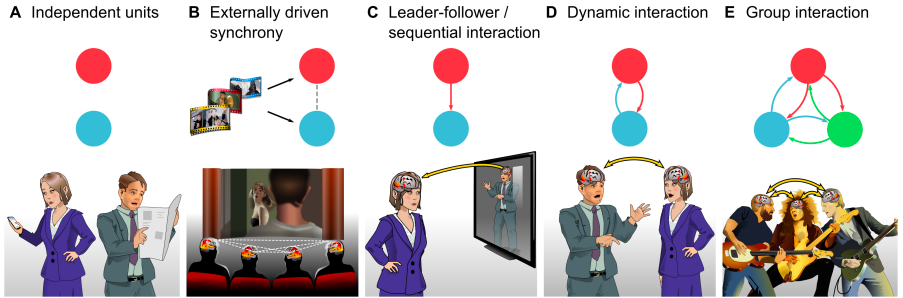 A Independent units
B Externally driven
synchrony
C Leader-follower /
sequential interaction
D Dynamic interaction
E Group interaction